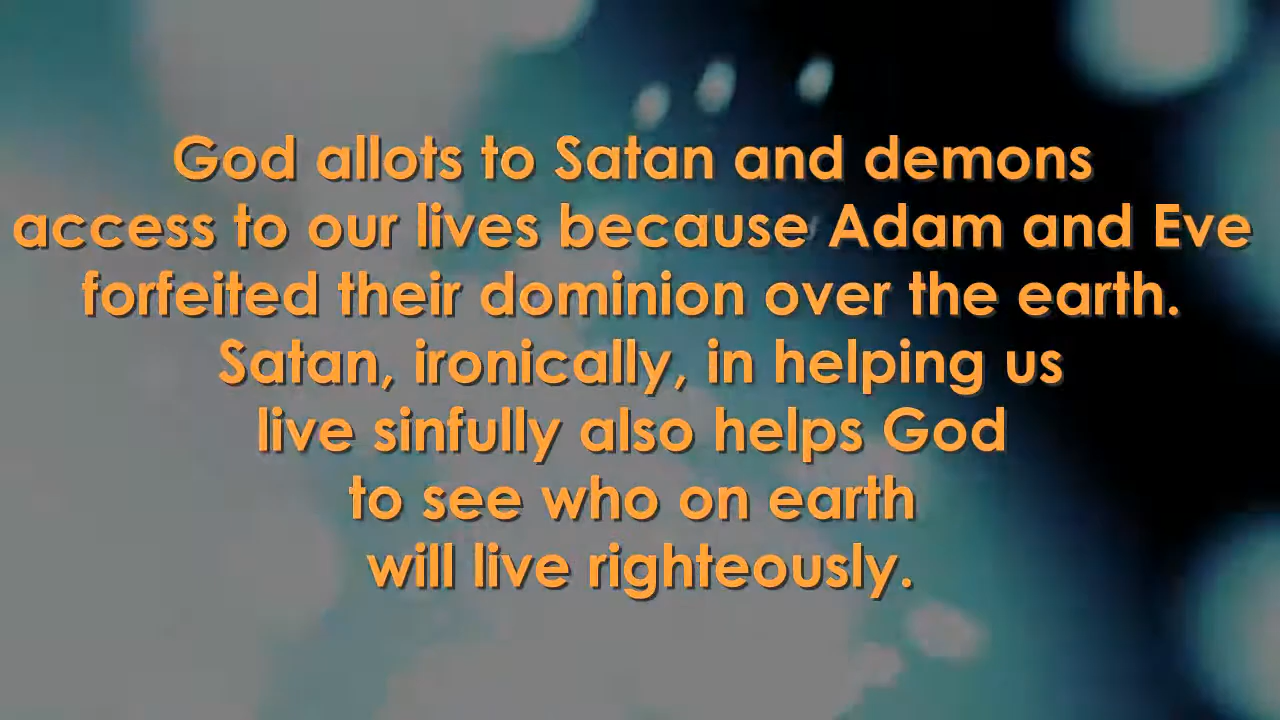 God allots to Satan and demons
access to our lives because Adam and Eve
forfeited their dominion over the earth.
Satan, ironically, in helping us
live sinfully also helps God
to see who on earth
will live righteously.